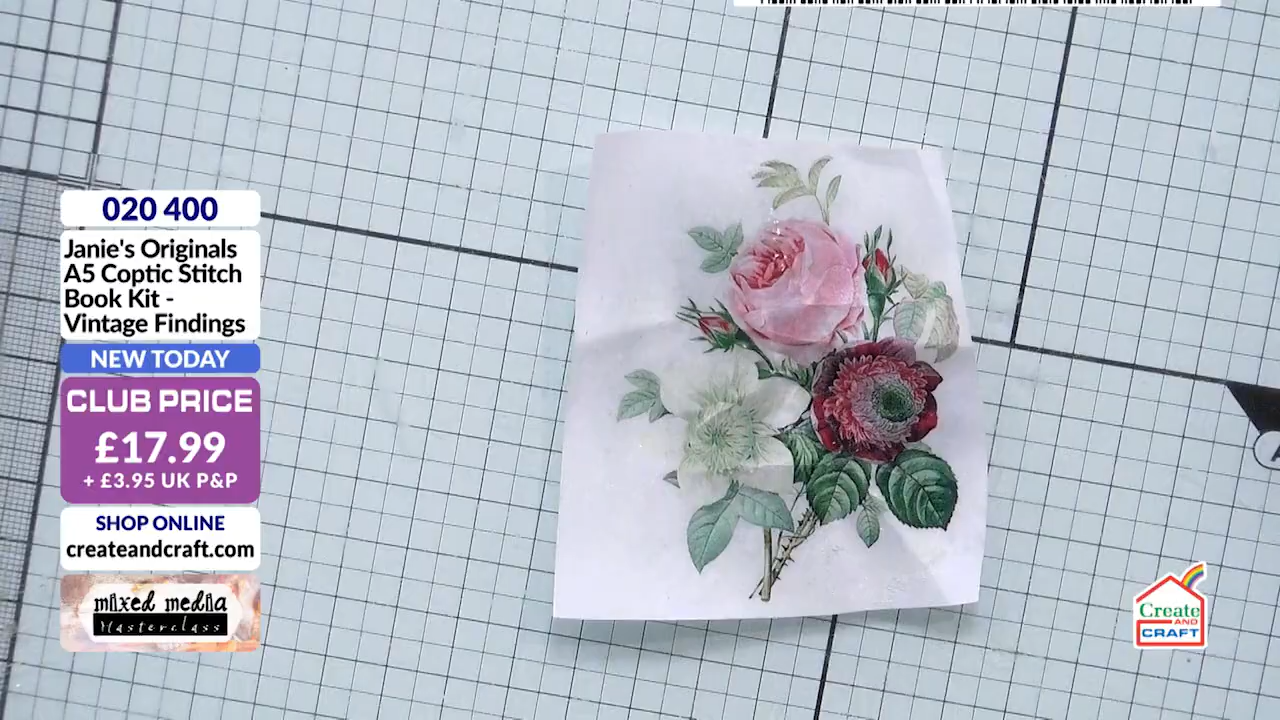 020 400
Janie's Originals
A5 Coptic Stitch
Book Kit -
Vintage Findings
NEW TODAY
CLUB PRICE
£17.99
+ £3.95 UK P&P
SHOP ONLINE
createandcraft.com
mixed media
Masterclass
Create
AND
CRAFT